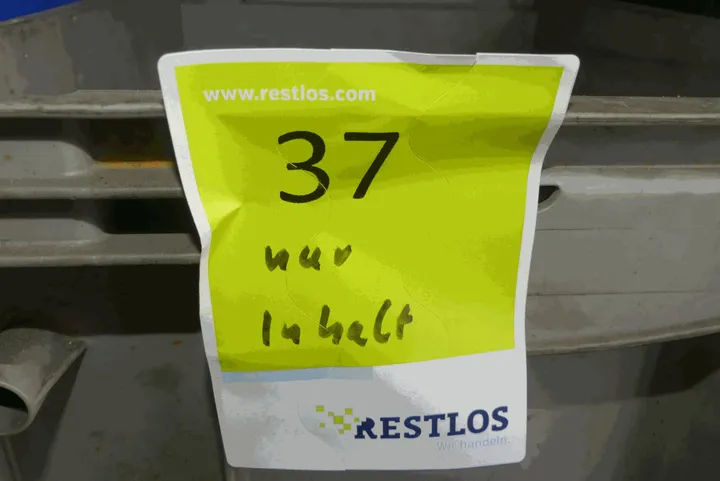 www.restlos.com
37
nur
Inhalt
RESTLOS
Wir handeln.